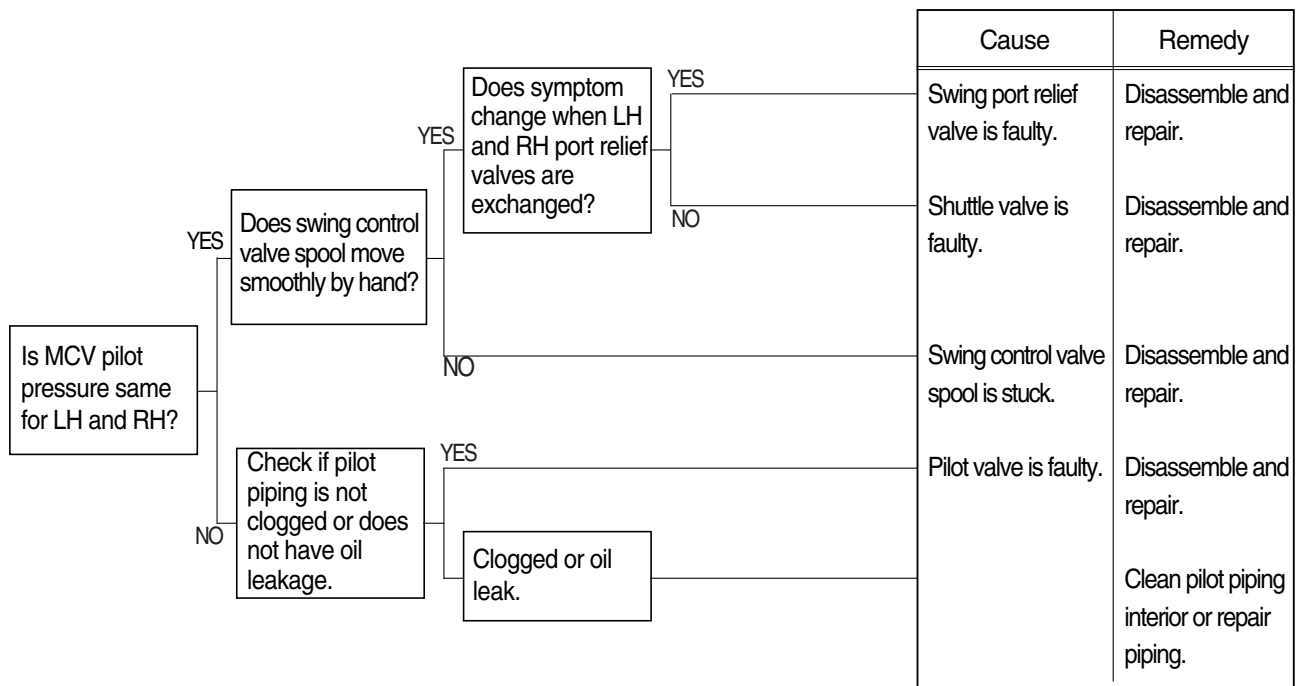 Cause
Remedy
Is MCV pilot
pressure same
for LH and RH?
YES
NO
Does swing control
valve spool move
smoothly by hand?
YES
NO
Does symptom
change when LH
and RH port relief
valves are
exchanged?
YES
NO
Check if pilot
piping is not
clogged or does
not have oil
leakage.
YES
Clogged or oil
leak.
Swing port relief
valve is faulty.
Disassemble and
repair.
Shuttle valve is
faulty.
Disassemble and
repair.
Swing control valve
spool is stuck.
Disassemble and
repair.
Pilot valve is faulty.
Disassemble and
repair.
Clean pilot piping
interior or repair
piping.